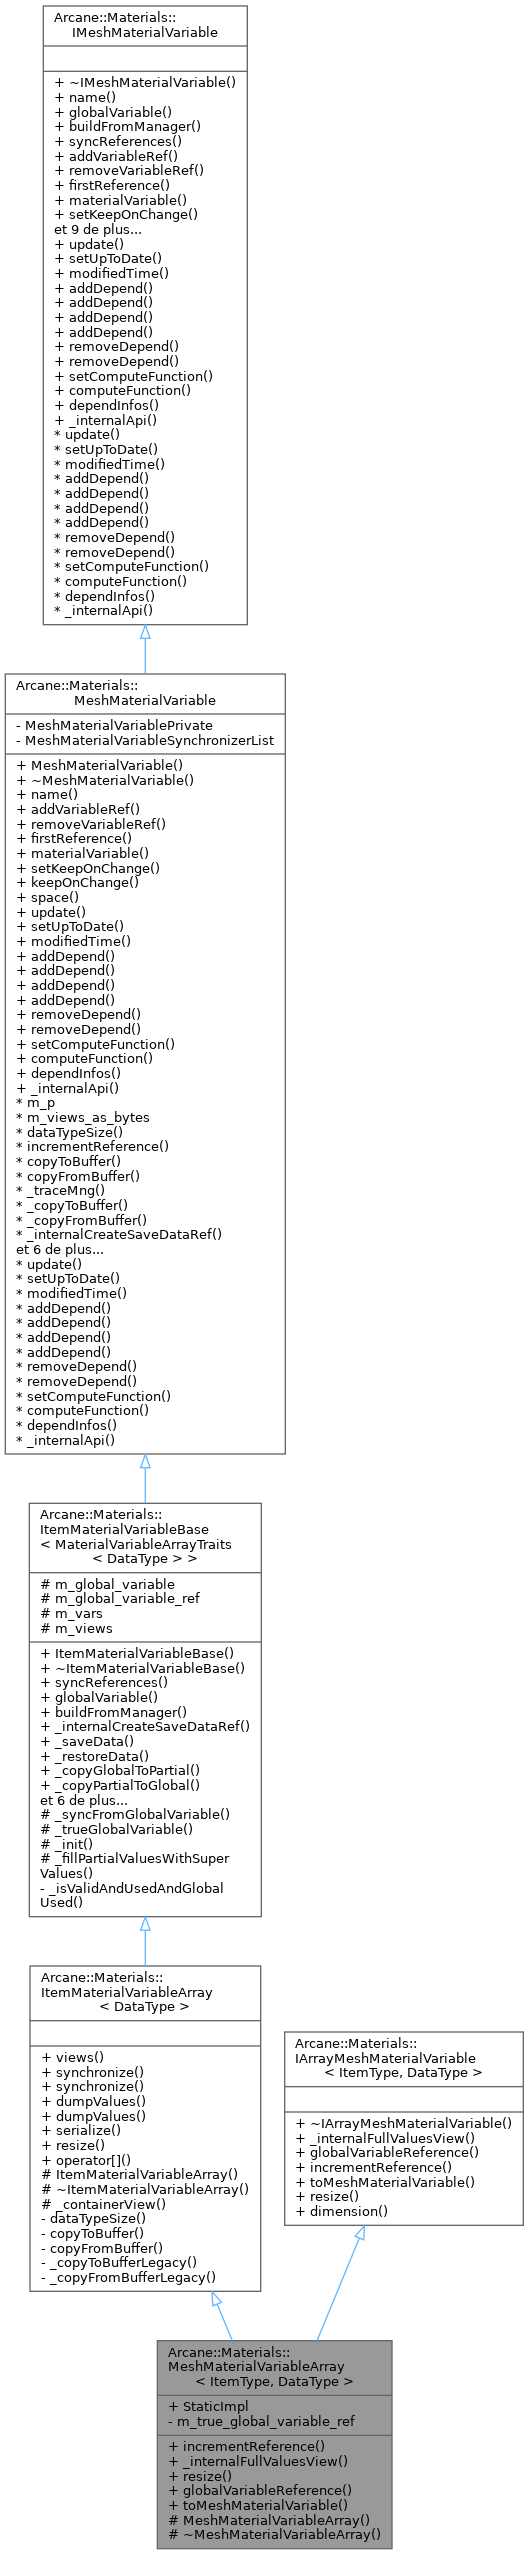 Arcane::Materials::
IMeshMaterialVariable
+ ~IMeshMaterialVariable()
+ name()
+ globalVariable()
+ buildFromManager()
+ syncReferences()
+ addVariableRef()
+ removeVariableRef()
+ firstReference()
+ materialVariable()
+ setKeepOnChange()
et 9 de plus...
+ update()
+ setUpToDate()
+ modifiedTime()
+ addDepend()
+ addDepend()
+ addDepend()
+ addDepend()
+ removeDepend()
+ removeDepend()
+ setComputeFunction()
+ computeFunction()
+ dependInfos()
+ _internalApi()
* update()
* setUpToDate()
* modifiedTime()
* addDepend()
* addDepend()
* addDepend()
* addDepend()
* removeDepend()
* removeDepend()
* setComputeFunction()
* computeFunction()
* dependInfos()
* _internalApi()
Arcane::Materials::
MeshMaterialVariable
- MeshMaterialVariablePrivate
- MeshMaterialVariableSynchronizerList
+ MeshMaterialVariable()
+ ~MeshMaterialVariable()
+ name()
+ addVariableRef()
+ removeVariableRef()
+ firstReference()
+ materialVariable()
+ setKeepOnChange()
+ keepOnChange()
+ space()
+ update()
+ setUpToDate()
+ modifiedTime()
+ addDepend()
+ addDepend()
+ addDepend()
+ addDepend()
+ removeDepend()
+ removeDepend()
+ setComputeFunction()
+ computeFunction()
+ dependInfos()
+ _internalApi()
* m_p
* m_views_as_bytes
* dataTypeSize()
* incrementReference()
* copyToBuffer()
* copyFromBuffer()
* _traceMng()
* _copyToBuffer()
* _copyFromBuffer()
* _internalCreateSaveDataRef()
et 6 de plus...
* update()
* setUpToDate()
* modifiedTime()
* addDepend()
* addDepend()
* addDepend()
* addDepend()
* removeDepend()
* removeDepend()
* setComputeFunction()
* computeFunction()
* dependInfos()
* _internalApi()
Arcane::Materials::
ItemMaterialVariableBase
< MaterialVariableArrayTraits
< DataType > >
# m_global_variable
# m_global_variable_ref
# m_vars
# m_views
+ ItemMaterialVariableBase()
+ ~ItemMaterialVariableBase()
+ syncReferences()
+ globalVariable()
+ buildFromManager()
+ _internalCreateSaveDataRef()
+ _saveData()
+ _restoreData()
+ _copyGlobalToPartial()
+ _copyPartialToGlobal()
et 6 de plus...
# _syncFromGlobalVariable()
# _trueGlobalVariable()
# _init()
# _fillPartialValuesWithSuper
Values()
- _isValidAndUsedAndGlobal
Used()
Arcane::Materials::
ItemMaterialVariableArray
< DataType >
+ views()
+ synchronize()
+ synchronize()
+ dumpValues()
+ dumpValues()
+ serialize()
+ resize()
+ operator[]()
# ItemMaterialVariableArray()
# ~ItemMaterialVariableArray()
# _containerView()
- dataTypeSize()
- copyToBuffer()
- copyFromBuffer()
- _copyToBufferLegacy()
- _copyFromBufferLegacy()
Arcane::Materials::
IArrayMeshMaterialVariable
< ItemType, DataType >
+ ~IArrayMeshMaterialVariable()
+ _internalFullValuesView()
+ globalVariableReference()
+ incrementReference()
+ toMeshMaterialVariable()
+ resize()
+ dimension()
Arcane::Materials::
MeshMaterialVariableArray
< ItemType, DataType >
+ StaticImpl
- m_true_global_variable_ref
+ incrementReference()
+ _internalFullValuesView()
+ resize()
+ globalVariableReference()
+ toMeshMaterialVariable()
# MeshMaterialVariableArray()
# ~MeshMaterialVariableArray()